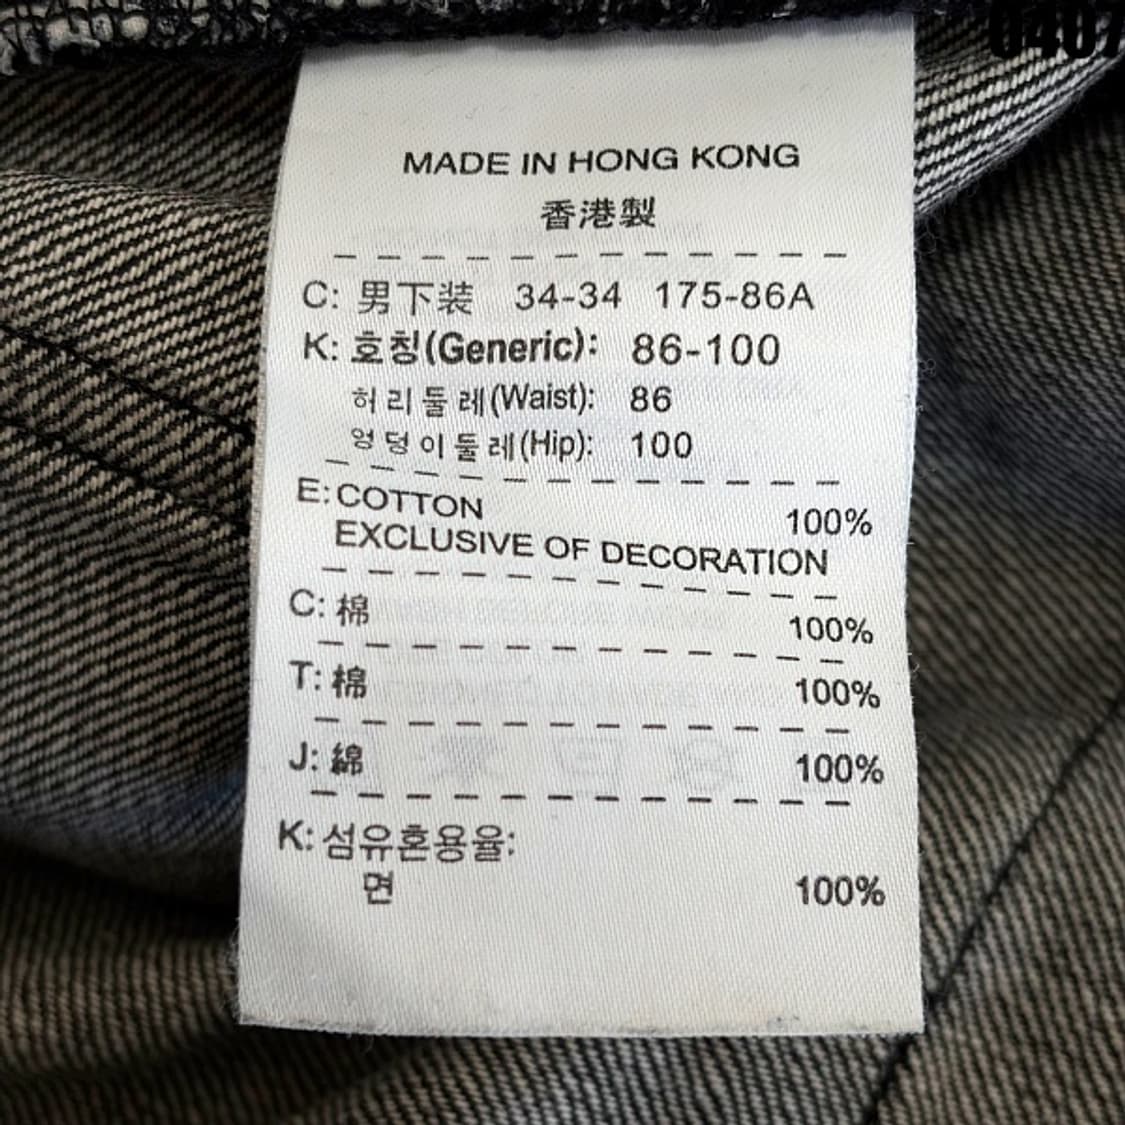 0407
MADE IN HONG KONG
香港製
C: 男下装 34-34 175-86A
K: 호칭(Generic): 86-100
허리둘레(Waist): 86
엉덩이둘레(Hip): 100
E: COTTON 100%
EXCLUSIVE OF DECORATION
C: 棉 100%
T: 棉 100%
J: 綿 100%
K: 섬유혼용율:
면 100%